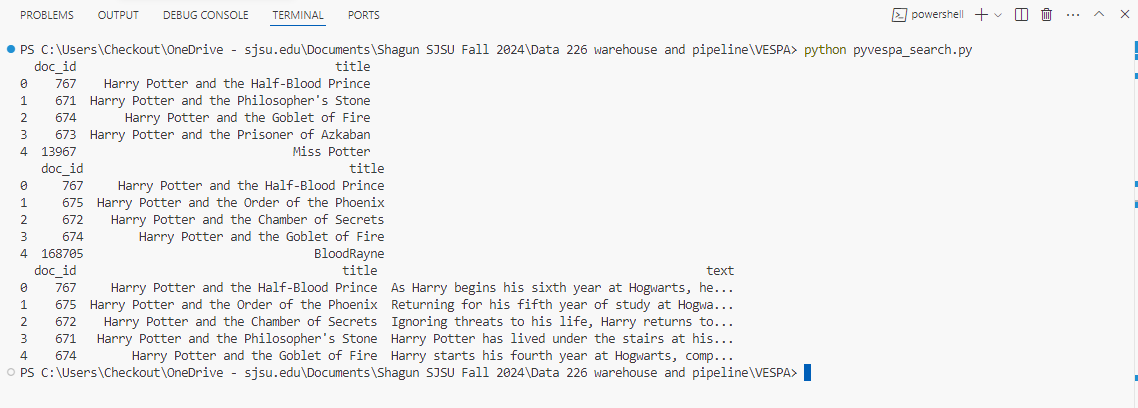 PROBLEMS OUTPUT DEBUG CONSOLE TERMINAL PORTS powershell
PS C:\Users\Checkout\OneDrive - sjsu.edu\Documents\Shagun SJSU Fall 2024\Data 226 warehouse and pipeline\VESPA> python pyvespa_search.py
doc_id title
0 767 Harry Potter and the Half-Blood Prince
1 671 Harry Potter and the Philosopher's Stone
2 674 Harry Potter and the Goblet of Fire
3 673 Harry Potter and the Prisoner of Azkaban
4 13967 Miss Potter
doc_id title
0 767 Harry Potter and the Half-Blood Prince
1 675 Harry Potter and the Order of the Phoenix
2 672 Harry Potter and the Chamber of Secrets
3 674 Harry Potter and the Goblet of Fire
4 168705 BloodRayne
doc_id title text
0 767 Harry Potter and the Half-Blood Prince As Harry begins his sixth year at Hogwarts, he...
1 675 Harry Potter and the Order of the Phoenix Returning for his fifth year of study at Hogwa...
2 672 Harry Potter and the Chamber of Secrets Ignoring threats to his life, Harry returns to...
3 671 Harry Potter and the Philosopher's Stone Harry Potter has lived under the stairs at his...
4 674 Harry Potter and the Goblet of Fire Harry starts his fourth year at Hogwarts, comp...
PS C:\Users\Checkout\OneDrive - sjsu.edu\Documents\Shagun SJSU Fall 2024\Data 226 warehouse and pipeline\VESPA>